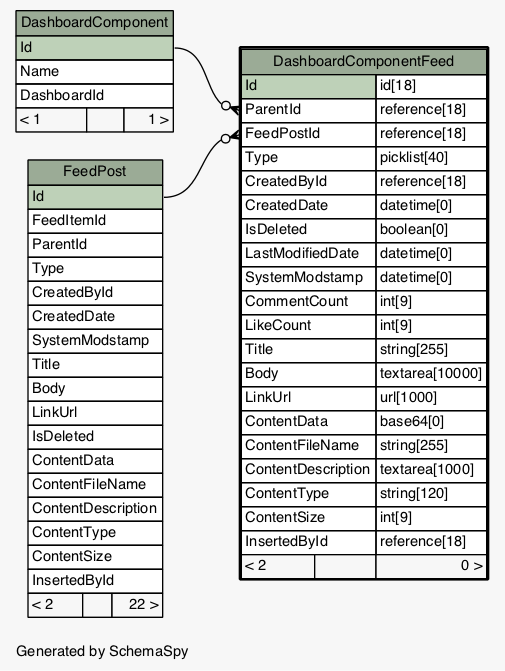 DashboardComponent
Id
Name
DashboardId
< 1 1 >
DashboardComponentFeed
Id id[18]
ParentId reference[18]
FeedPostId reference[18]
Type picklist[40]
CreatedById reference[18]
CreatedDate datetime[0]
IsDeleted boolean[0]
LastModifiedDate datetime[0]
SystemModstamp datetime[0]
CommentCount int[9]
LikeCount int[9]
Title string[255]
Body textarea[10000]
LinkUrl url[1000]
ContentData base64[0]
ContentFileName string[255]
ContentDescription textarea[1000]
ContentType string[120]
ContentSize int[9]
InsertedById reference[18]
< 2 0 >
FeedPost
Id
FeedItemId
ParentId
Type
CreatedById
CreatedDate
SystemModstamp
Title
Body
LinkUrl
IsDeleted
ContentData
ContentFileName
ContentDescription
ContentType
ContentSize
InsertedById
< 2 22 >
Generated by SchemaSpy